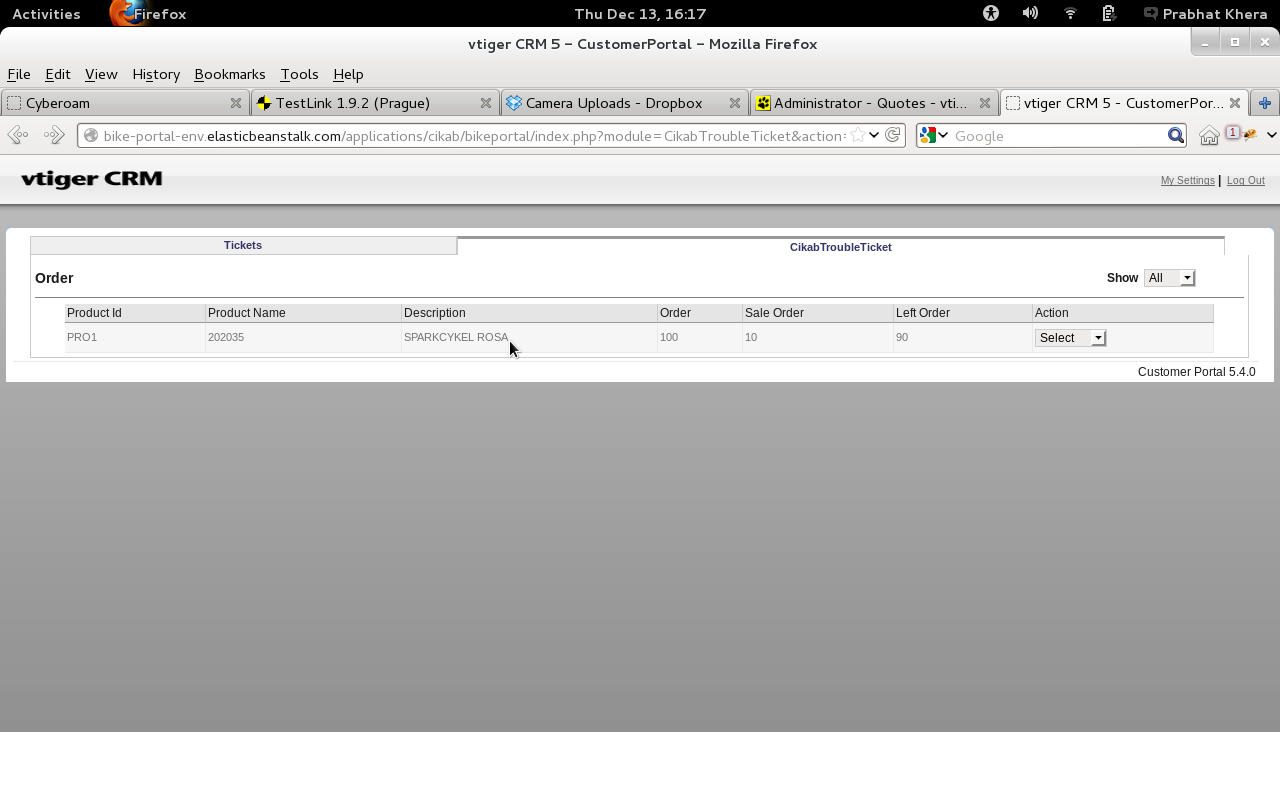 Activities Firefox Thu Dec 13, 16:17 Prabhat Khera
vtiger CRM 5 – CustomerPortal – Mozilla Firefox
File Edit View History Bookmarks Tools Help
Cyberoam TestLink 1.9.2 (Prague) Camera Uploads - Dropbox Administrator - Quotes - vti... vtiger CRM 5 - CustomerPor...
bike-portal-env.elasticbeanstalk.com/applications/cikab/bikeportal/index.php?module=CikabTroubleTicket&action= Google 1
vtiger CRM My Settings | Log Out
Tickets CikabTroubleTicket
Order Show All
Product Id Product Name Description Order Sale Order Left Order Action
PRO1 202035 SPARKCYKEL ROSA 100 10 90 Select
Customer Portal 5.4.0